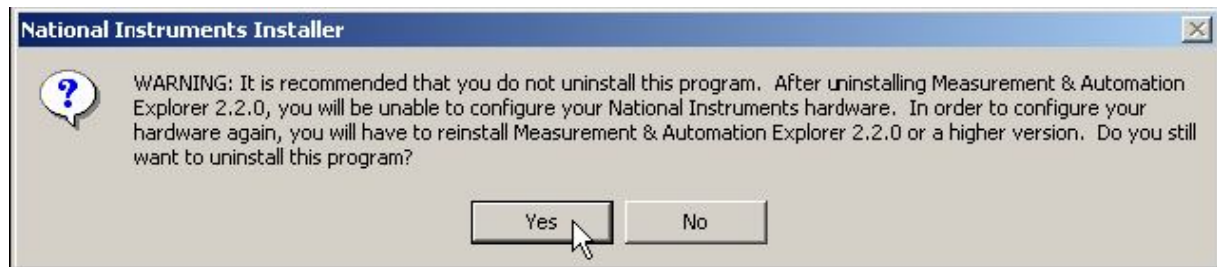 National Instruments Installer
WARNING: It is recommended that you do not uninstall this program. After uninstalling Measurement & Automation
Explorer 2.2.0, you will be unable to configure your National Instruments hardware. In order to configure your
hardware again, you will have to reinstall Measurement & Automation Explorer 2.2.0 or a higher version. Do you still
want to uninstall this program?
Yes No